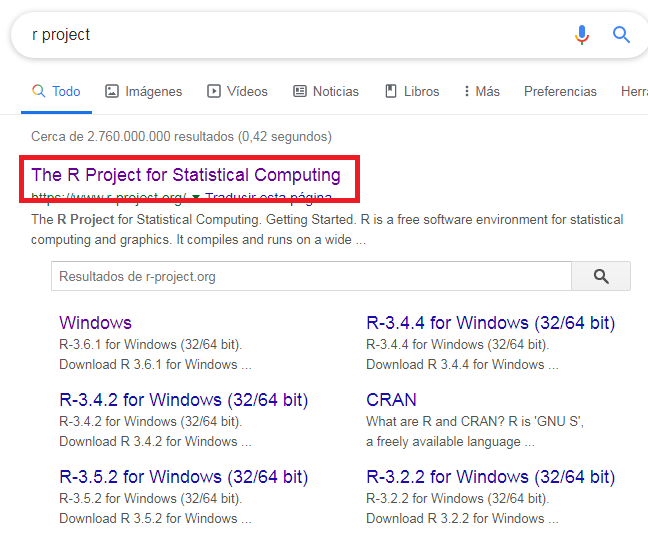 r project
Todo Imágenes Vídeos Noticias Libros Más Preferencias Herra
Cerca de 2.760.000.000 resultados (0,42 segundos)
The R Project for Statistical Computing
https://www.r-project.org/ Traducir esta página
The R Project for Statistical Computing. Getting Started. R is a free software environment for statistical
computing and graphics. It compiles and runs on a wide ...
Resultados de r-project.org
Windows
R-3.6.1 for Windows (32/64 bit).
Download R 3.6.1 for Windows ...
R-3.4.4 for Windows (32/64 bit)
R-3.4.4 for Windows (32/64 bit).
Download R 3.4.4 for Windows ...
R-3.4.2 for Windows (32/64 bit)
R-3.4.2 for Windows (32/64 bit).
Download R 3.4.2 for Windows ...
CRAN
What are R and CRAN? R is 'GNU S',
a freely available language ...
R-3.5.2 for Windows (32/64 bit)
R-3.5.2 for Windows (32/64 bit).
Download R 3.5.2 for Windows ...
R-3.2.2 for Windows (32/64 bit)
R-3.2.2 for Windows (32/64 bit).
Download R 3.2.2 for Windows ...